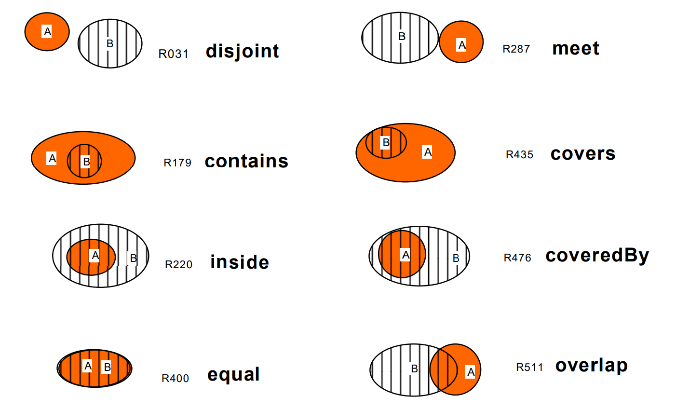 A B R031 disjoint
B A R287 meet
A B R179 contains
B A R435 covers
A B R220 inside
A B R476 coveredBy
A B R400 equal
B A R511 overlap